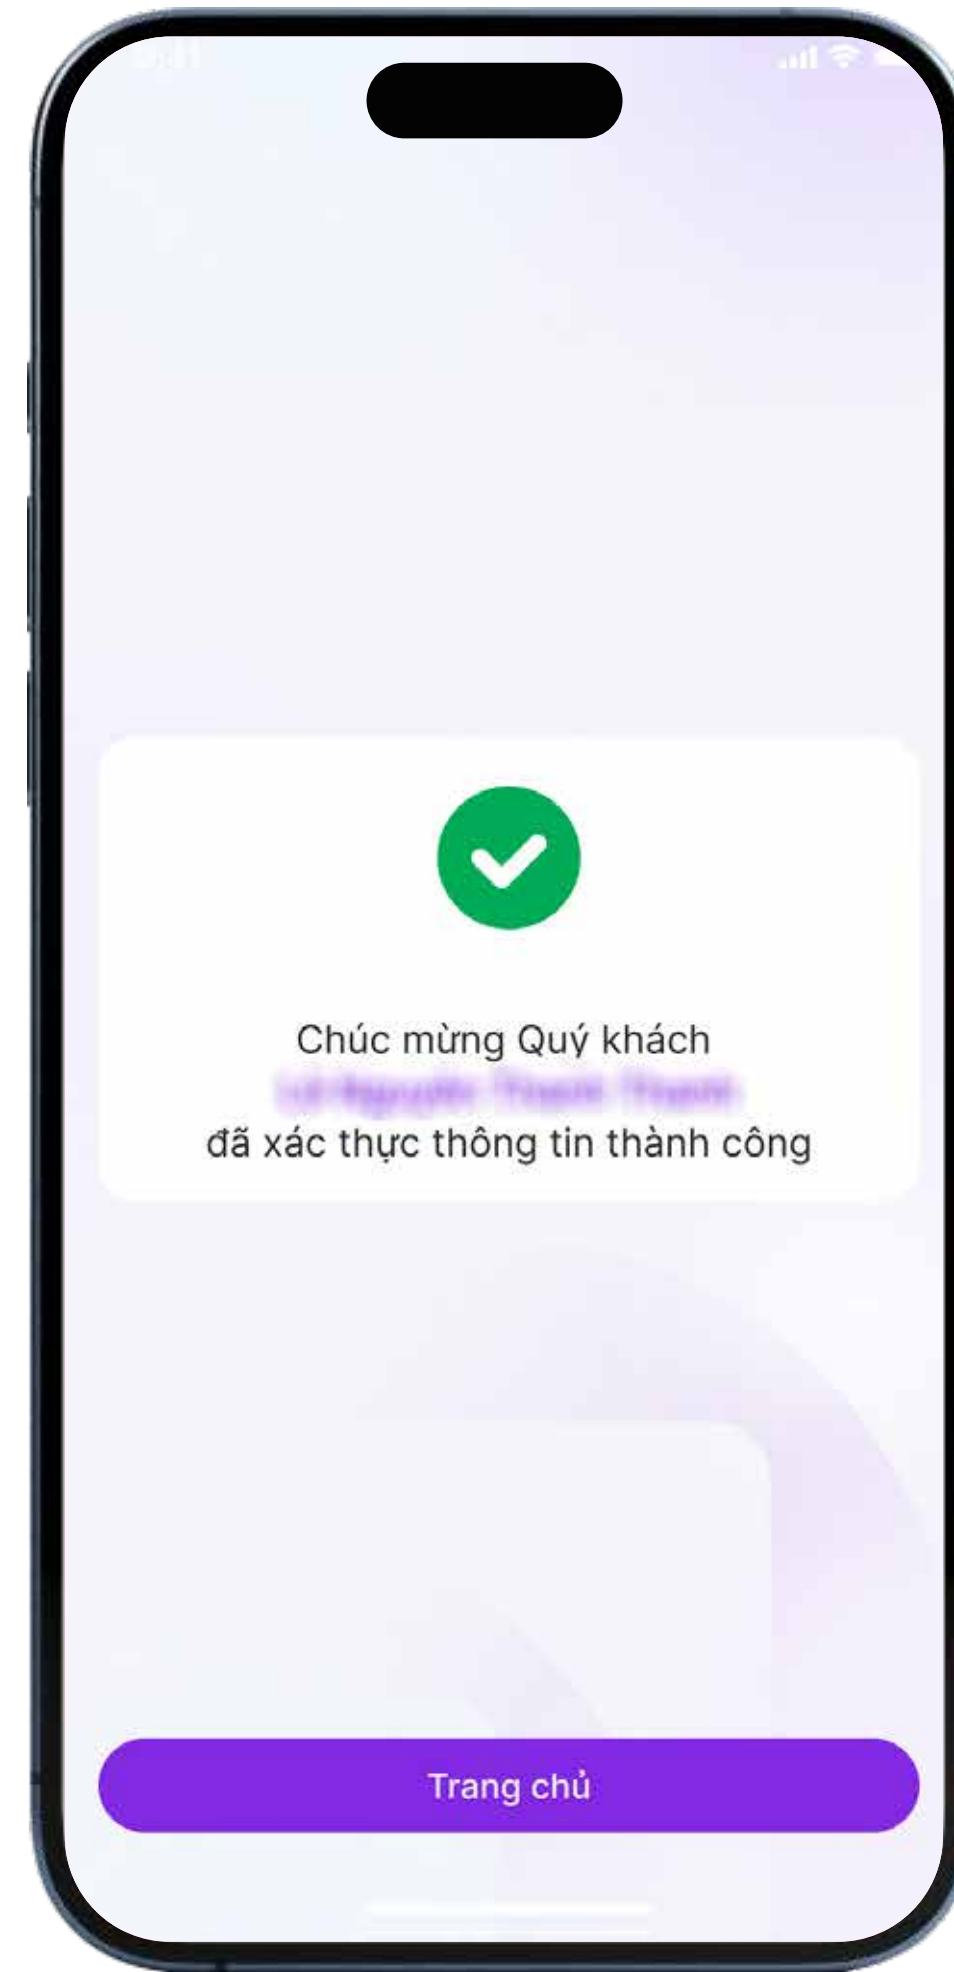 Chúc mừng Quý khách
đã xác thực thông tin thành công
Trang chủ